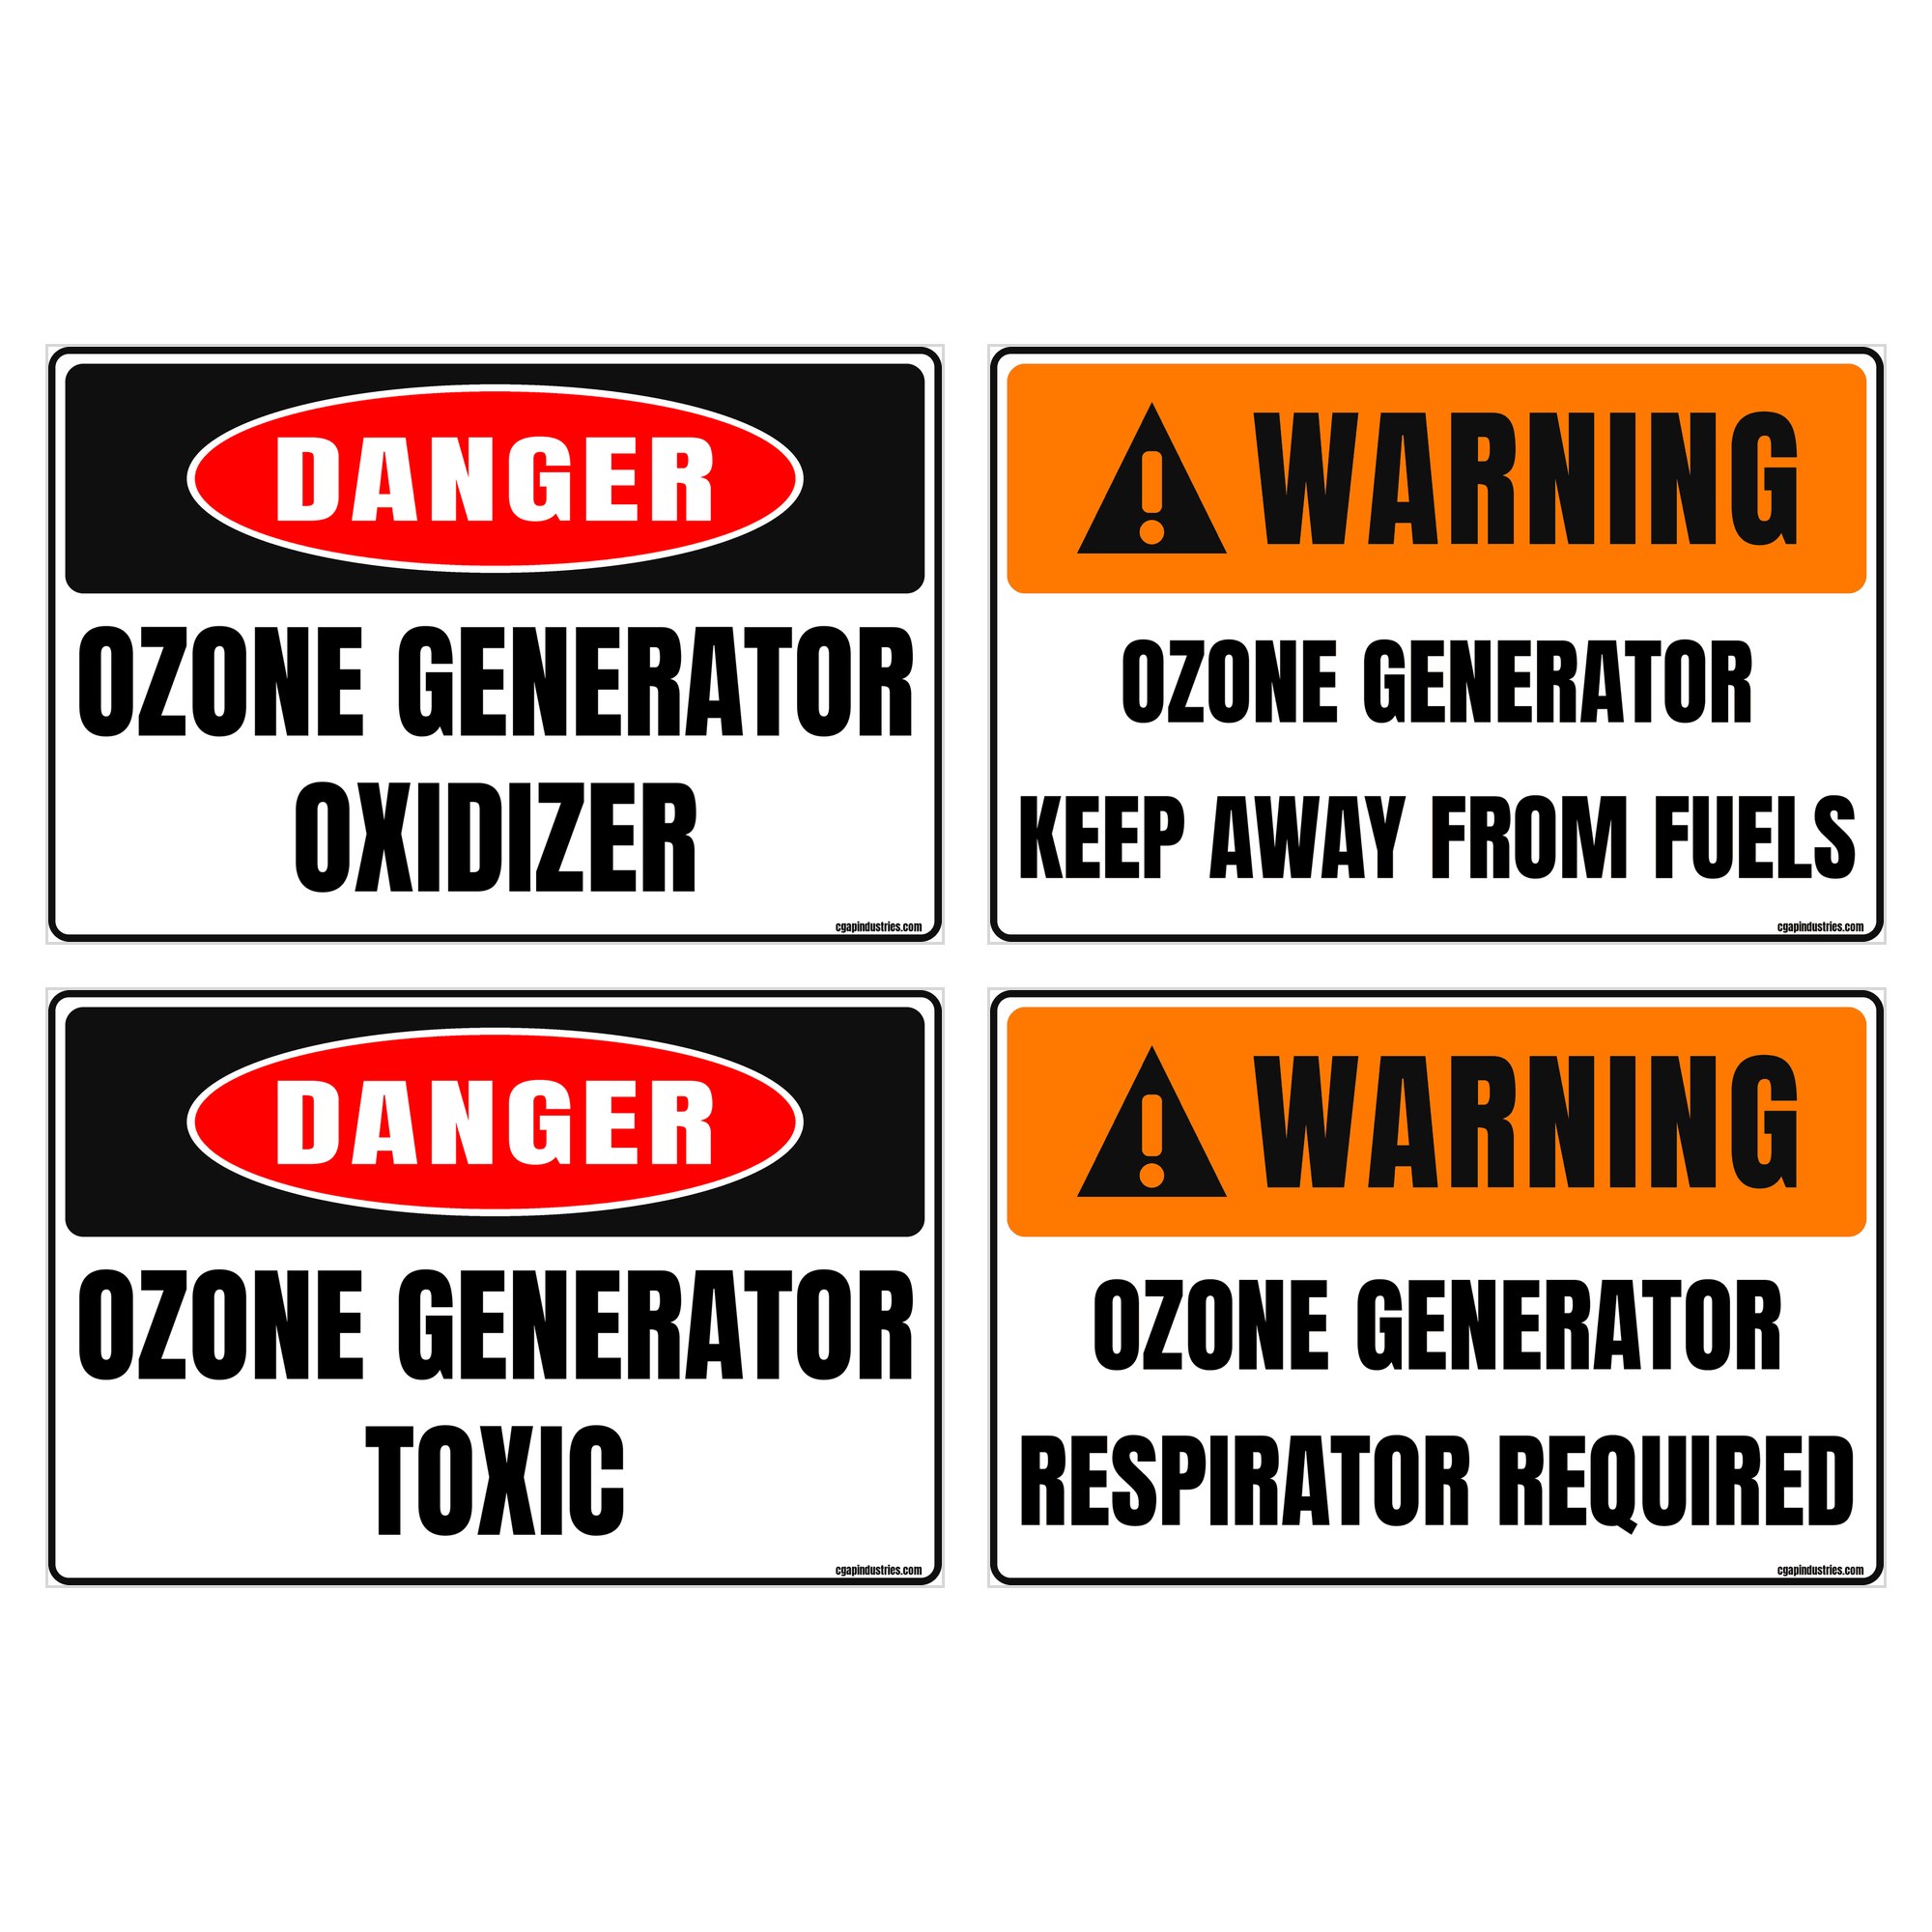 DANGER
OZONE GENERATOR
OXIDIZER
cgapindustries.com
WARNING
OZONE GENERATOR
KEEP AWAY FROM FUELS
cgapindustries.com
DANGER
OZONE GENERATOR
TOXIC
cgapindustries.com
WARNING
OZONE GENERATOR
RESPIRATOR REQUIRED
cgapindustries.com